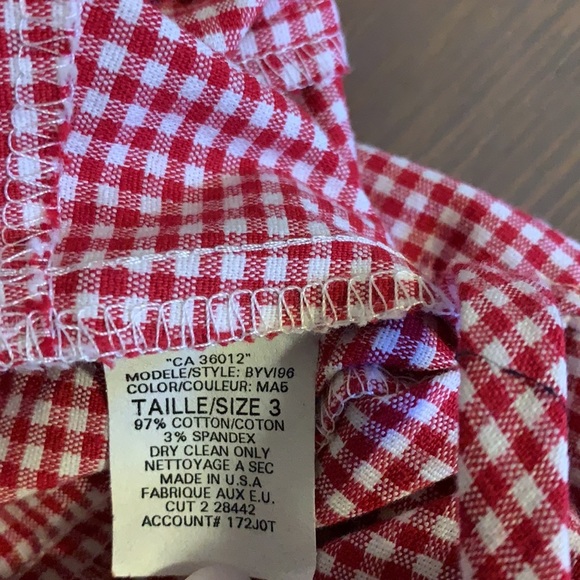 "CA 36012"
MODELE/STYLE: BYVI96
COLOR/COULEUR: MA5
TAILLE/SIZE 3
97% COTTON/COTON
3% SPANDEX
DRY CLEAN ONLY
NETTOYAGE A SEC
MADE IN U.S.A
FABRIQUE AUX E.U.
CUT 2 28442
ACCOUNT# 172J0T